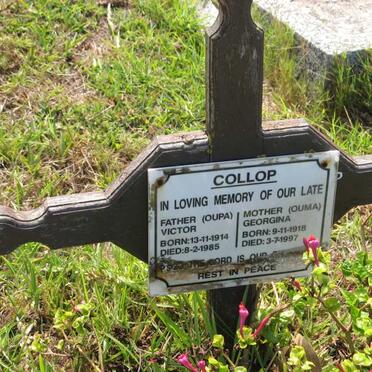 COLLOP
IN LOVING MEMORY OF OUR LATE
FATHER (OUPA)
VICTOR
BORN: 13-11-1914
DIED: 8-2-1985
MOTHER (OUMA)
GEORGINA
BORN: 9-11-1918
DIED: 3-7-1997
LORD IS OUR
REST IN PEACE